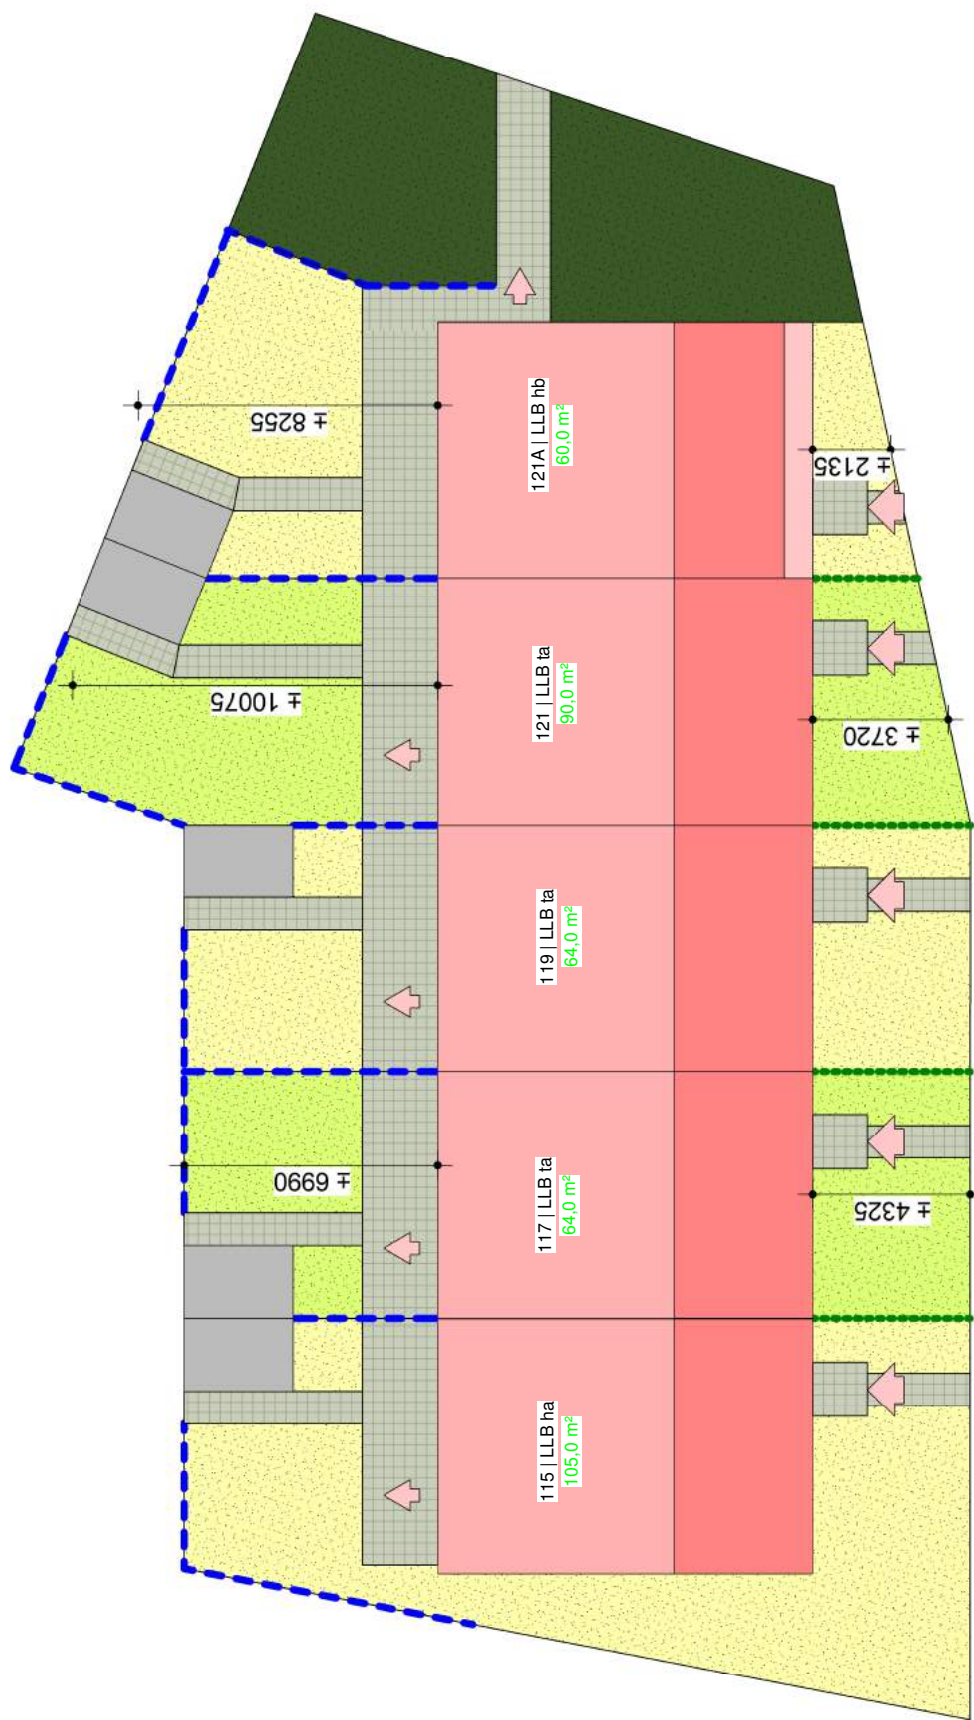 ± 8255
121A | LLB hb
60,0 m²
± 2135
± 10075
121 | LLB ta
90,0 m²
± 3720
119 | LLB ta
64,0 m²
± 6990
117 | LLB ta
64,0 m²
± 4325
115 | LLB ha
105,0 m²